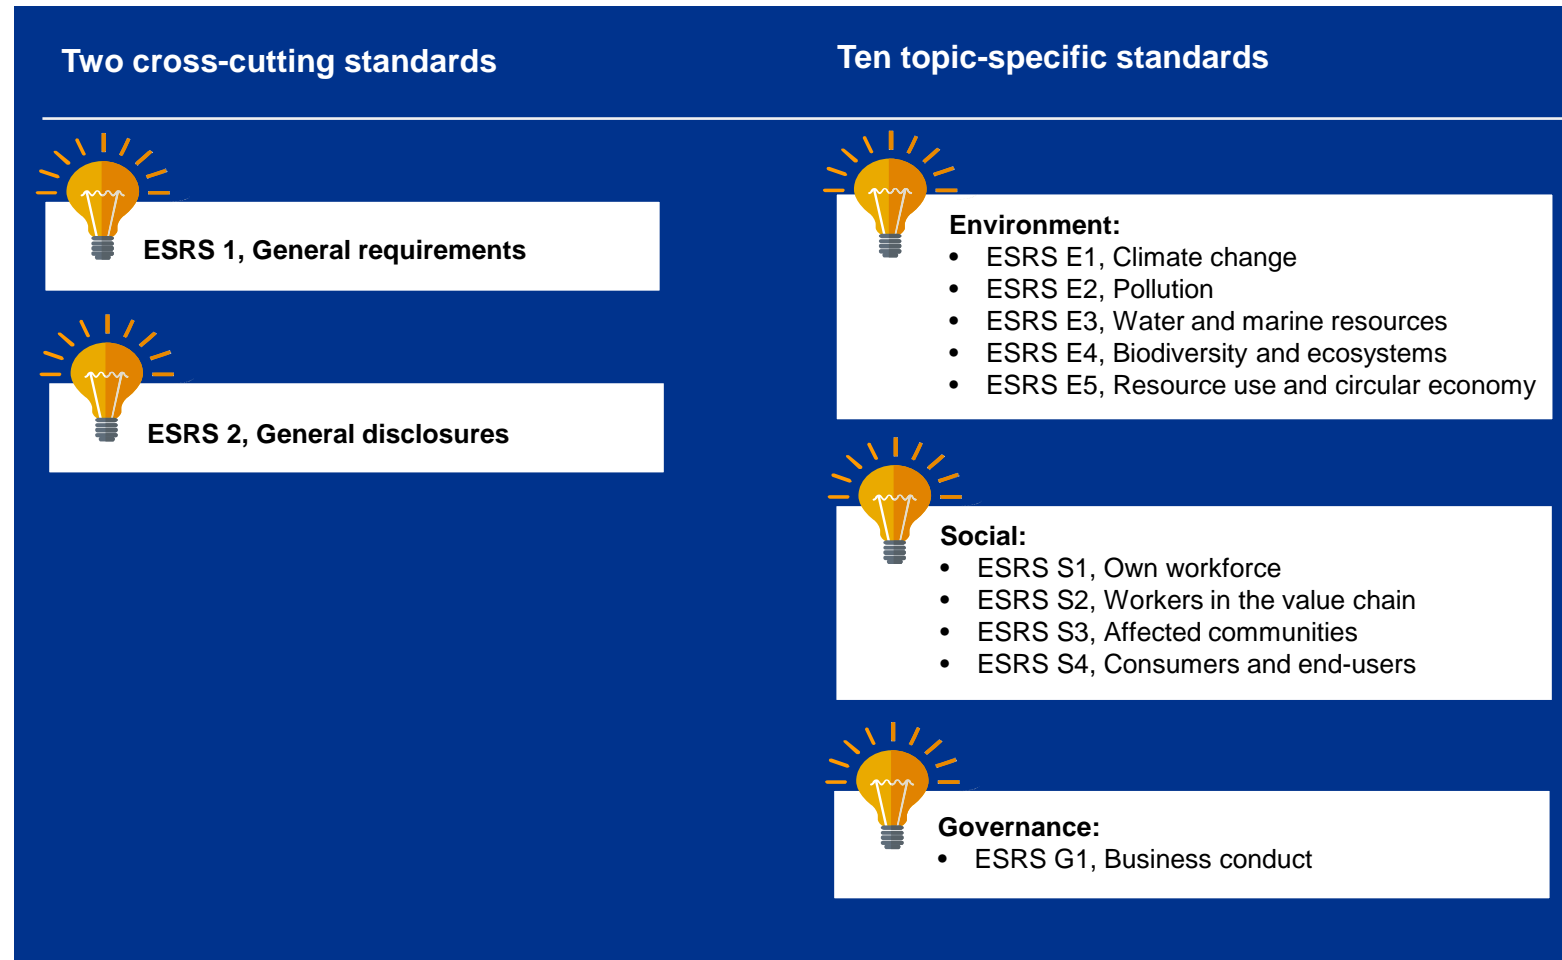 Two cross-cutting standards
ESRS 1, General requirements
ESRS 2, General disclosures
Ten topic-specific standards
Environment:
• ESRS E1, Climate change
• ESRS E2, Pollution
• ESRS E3, Water and marine resources
• ESRS E4, Biodiversity and ecosystems
• ESRS E5, Resource use and circular economy
Social:
• ESRS S1, Own workforce
• ESRS S2, Workers in the value chain
• ESRS S3, Affected communities
• ESRS S4, Consumers and end-users
Governance:
• ESRS G1, Business conduct